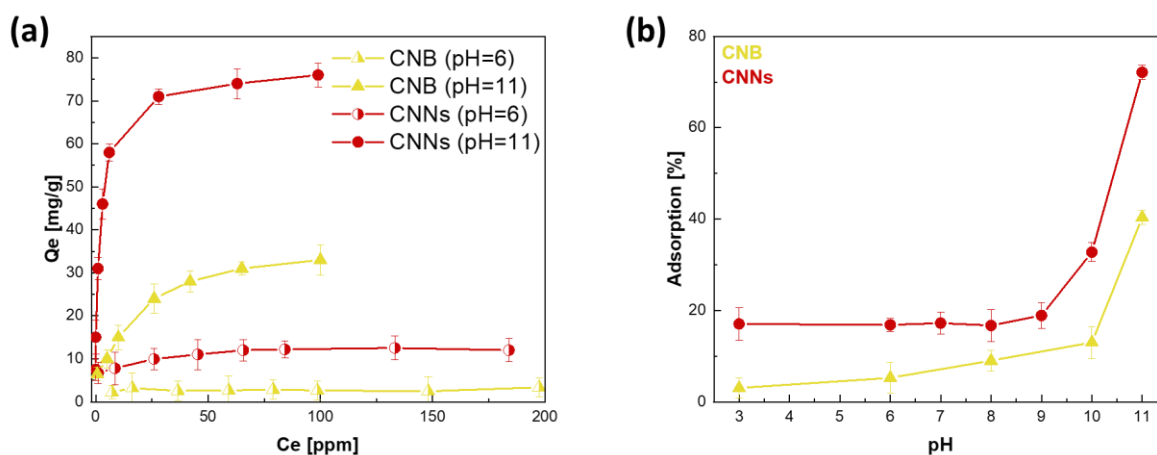 (a)
Qe [mg/g]
80
70
60
50
40
30
20
10
0
CNB (pH=6)
CNB (pH=11)
CNNs (pH=6)
CNNs (pH=11)
0 50 100 150 200
Ce [ppm]
(b)
Adsorption [%]
80
60
40
20
0
CNB
CNNs
3 4 5 6 7 8 9 10 11
pH